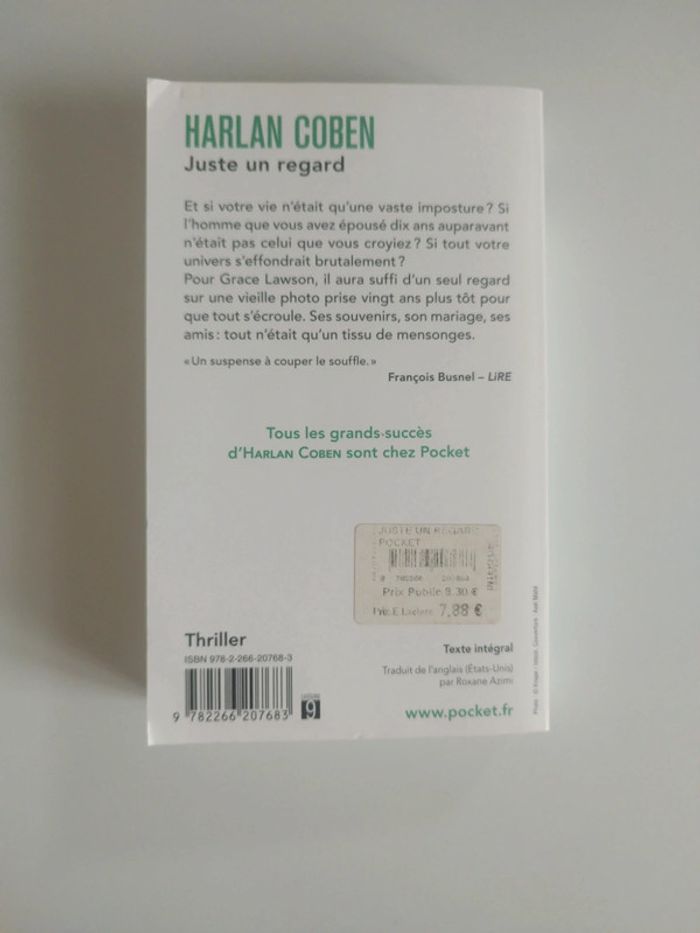 HARLAN COBEN
Juste un regard
Et si votre vie n'était qu'une vaste imposture ? Si
l'homme que vous avez épousé dix ans auparavant
n'était pas celui que vous croyiez ? Si tout votre
univers s'effondrait brutalement ?
Pour Grace Lawson, il aura suffi d'un seul regard
sur une vieille photo prise vingt ans plus tôt pour
que tout s'écroule. Ses souvenirs, son mariage, ses
amis : tout n'était qu'un tissu de mensonges.
« Un suspense à couper le souffle. »
François Busnel – LiRE
Tous les grands succès
d'HARLAN COBEN sont chez Pocket
JUSTE UN REGARD
POCKET
Prix Public 8.30 €
Prix E.Leclerc 7,88 €
Thriller
ISBN 978-2-266-20768-3
9 782266 207683
9
Texte intégral
Traduit de l'anglais (États-Unis)
par Roxane Azimi
www.pocket.fr